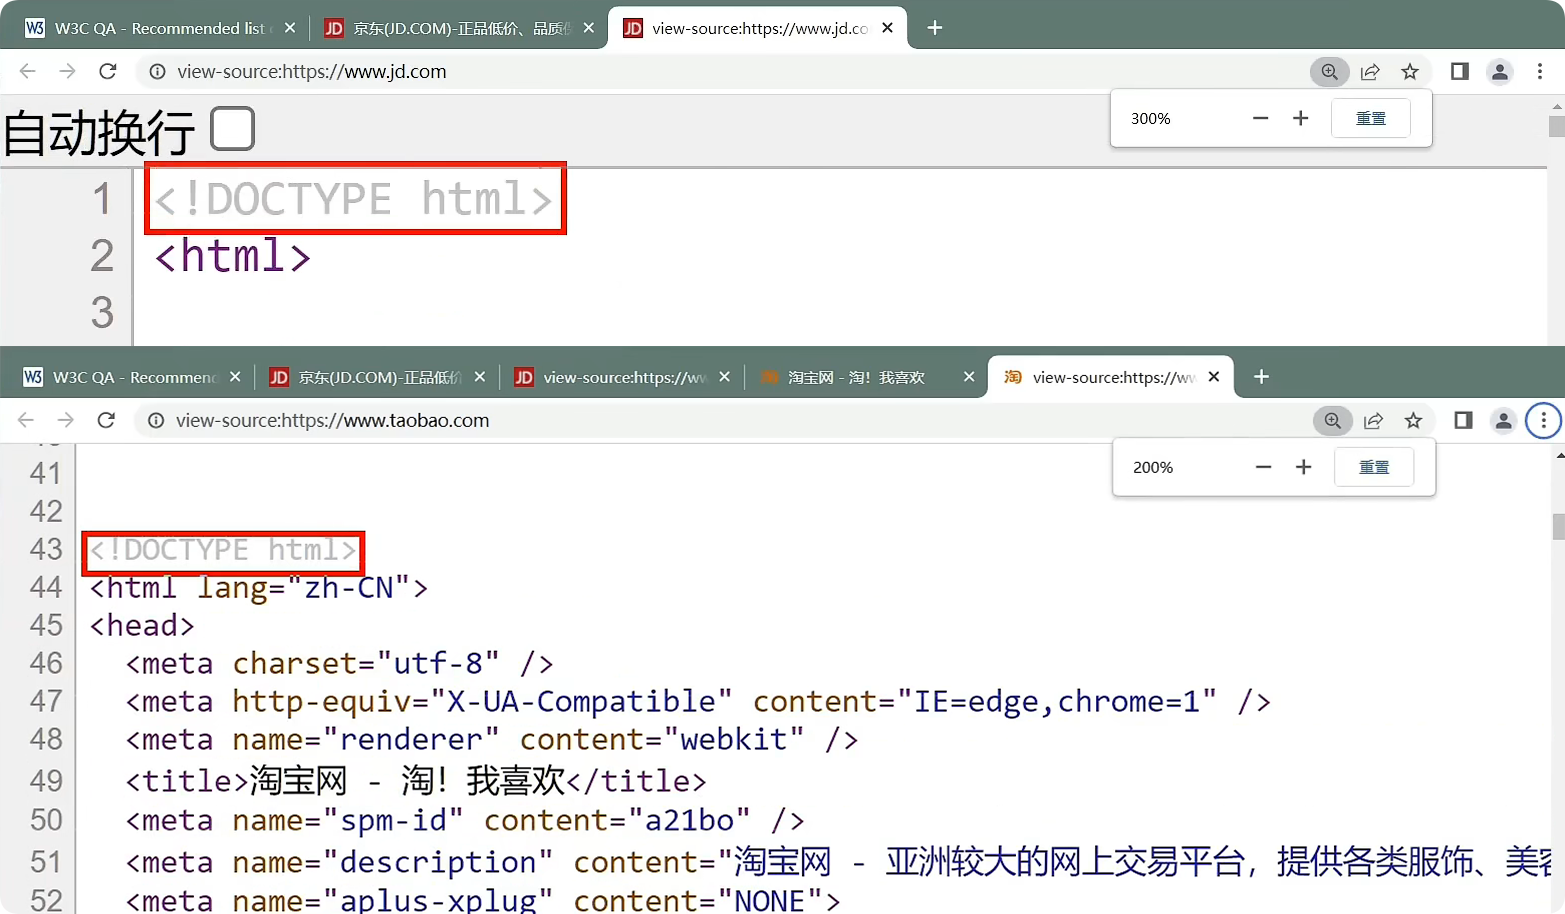 W3C QA - Recommended list
京东(JD.COM)-正品低价、品质
view-source:https://www.jd.co
view-source:https://www.jd.com
300%
重置
自动换行
1 <!DOCTYPE html>
2 <html>
3
W3C QA - Recommend
京东(JD.COM)-正品低价
view-source:https://ww
淘宝网 - 淘！我喜欢
view-source:https://ww
view-source:https://www.taobao.com
200%
重置
41
42
43 <!DOCTYPE html>
44 <html lang="zh-CN">
45 <head>
46 <meta charset="utf-8" />
47 <meta http-equiv="X-UA-Compatible" content="IE=edge,chrome=1" />
48 <meta name="renderer" content="webkit" />
49 <title>淘宝网 - 淘！我喜欢</title>
50 <meta name="spm-id" content="a21bo" />
51 <meta name="description" content="淘宝网 - 亚洲较大的网上交易平台，提供各类服饰、美容
52 <meta name="aplus-xplug" content="NONE">